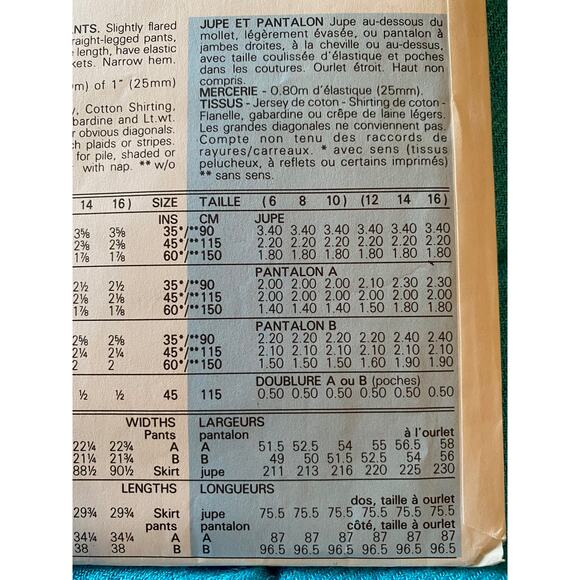 ANTS. Slightly flared
raight-legged pants,
e length, have elastic
kets. Narrow hem.
m) of 1" (25mm)
y, Cotton Shirting,
bardine and Lt.wt.
r obvious diagonals.
ch plaids or stripes.
for pile, shaded or
with nap. ** w/o
JUPE ET PANTALON Jupe au-dessous du
mollet, légèrement évasée, ou pantalon à
jambes droites, à la cheville ou au-dessus,
avec taille coulissée d'élastique et poches
dans les coutures. Ourlet étroit. Haut non
compris.
MERCERIE - 0.80m d'élastique (25mm).
TISSUS - Jersey de coton - Shirting de coton -
Flanelle, gabardine ou crêpe de laine légers.
Les grandes diagonales ne conviennent pas.
Compte non tenu des raccords de
rayures/carreaux. * avec sens (tissus
pelucheux, à reflets ou certains imprimés)
** sans sens.
14 16) SIZE TAILLE (6 8 10) (12 14 16)
INS CM JUPE
3⅝ 3⅝ 35*/**90 3.40 3.40 3.40 3.40 3.40 3.40
2⅜ 2⅜ 45*/**115 2.20 2.20 2.20 2.20 2.20 2.20
1⅞ 1⅞ 60*/**150 1.80 1.80 1.80 1.80 1.80 1.80
PANTALON A
2½ 2½ 35*/**90 2.00 2.00 2.00 2.10 2.30 2.30
2⅛ 2⅛ 45*/**115 2.00 2.00 2.00 2.00 2.00 2.00
1⅞ 1⅞ 60*/**150 1.40 1.40 1.50 1.80 1.80 1.80
PANTALON B
2⅝ 2⅝ 35*/**90 2.20 2.20 2.20 2.20 2.40 2.40
2¼ 2¼ 45*/**115 2.10 2.10 2.10 2.10 2.10 2.10
2 2 60*/**150 1.50 1.50 1.50 1.60 1.90 1.90
DOUBLURE A ou B (poches)
½ ½ 45 115 0.50 0.50 0.50 0.50 0.50 0.50
WIDTHS LARGEURS
Pants pantalon à l'ourlet
22¼ 22¾ A A 51.5 52.5 54 55 56.5 58
21¼ 21¾ B B 49 50 51.5 52.5 54 56
88½ 90½ Skirt jupe 211 213 216 220 225 230
LENGTHS LONGUEURS
dos, taille à ourlet
29¾ 29¾ Skirt jupe 75.5 75.5 75.5 75.5 75.5 75.5
pants pantalon côté, taille à ourlet
34¼ 34¼ A A 87 87 87 87 87 87
38 38 B B 96.5 96.5 96.5 96.5 96.5 96.5